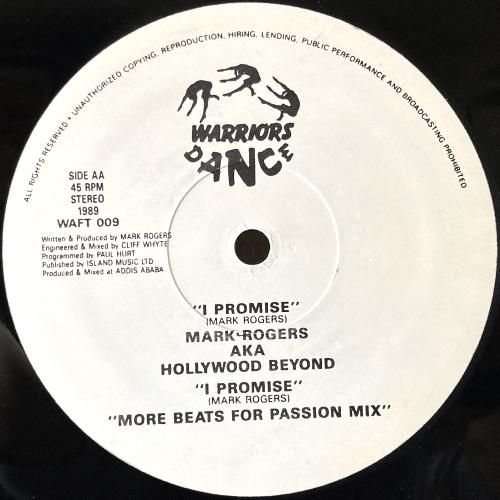 ALL RIGHTS RESERVED • UNAUTHORIZED COPYING, REPRODUCTION, HIRING, LENDING, PUBLIC PERFORMANCE AND BROADCASTING PROHIBITED
WARRIORS
DANCE
SIDE AA
45 RPM
STEREO
1989
WAFT 009
Written & Produced by MARK ROGERS
Engineered & Mixed by CLIFF WHYTE
Programmed by PAUL HURT
Published by ISLAND MUSIC LTD
Produced & Mixed at ADDIS ABABA
"I PROMISE"
(MARK ROGERS)
MARK ROGERS
AKA
HOLLYWOOD BEYOND
"I PROMISE"
(MARK ROGERS)
"MORE BEATS FOR PASSION MIX"